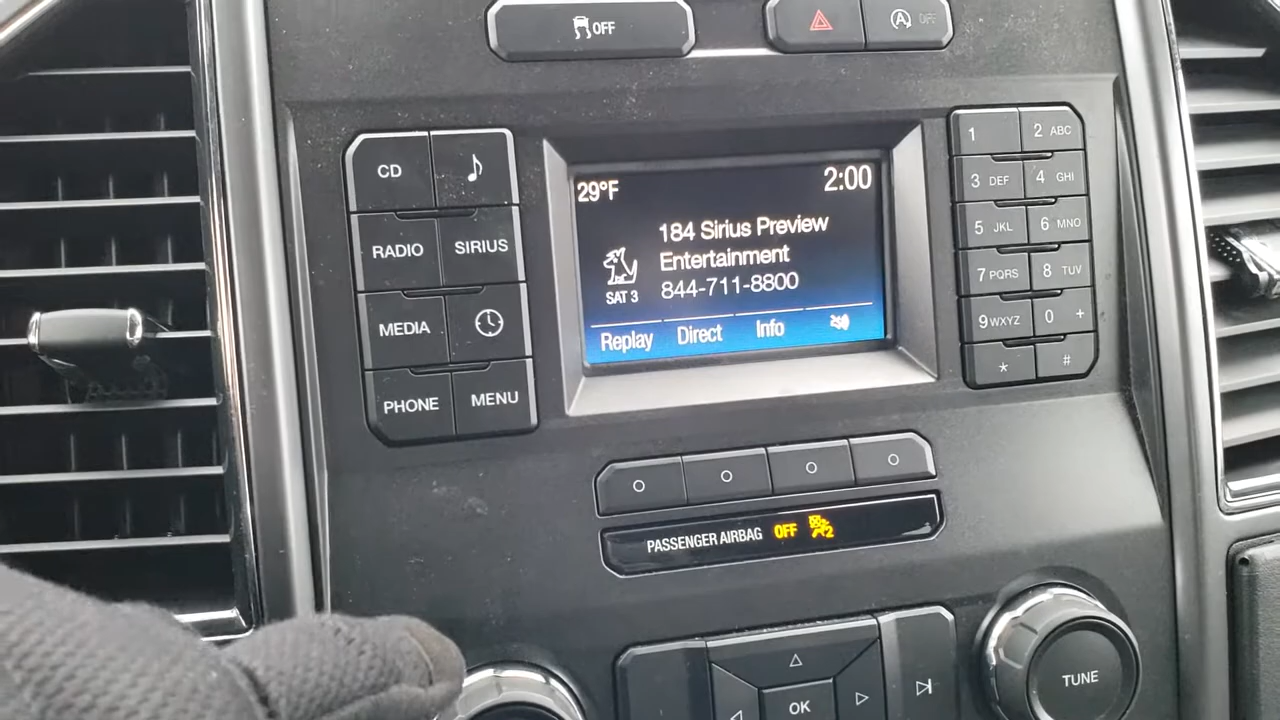 OFF
OFF
CD
RADIO
SIRIUS
MEDIA
PHONE
MENU
29°F
2:00
184 Sirius Preview
Entertainment
SAT 3
844-711-8800
Replay
Direct
Info
1
2 ABC
3 DEF
4 GHI
5 JKL
6 MNO
7 PQRS
8 TUV
9 WXYZ
0 +
*
#
PASSENGER AIRBAG OFF 2
OK
TUNE